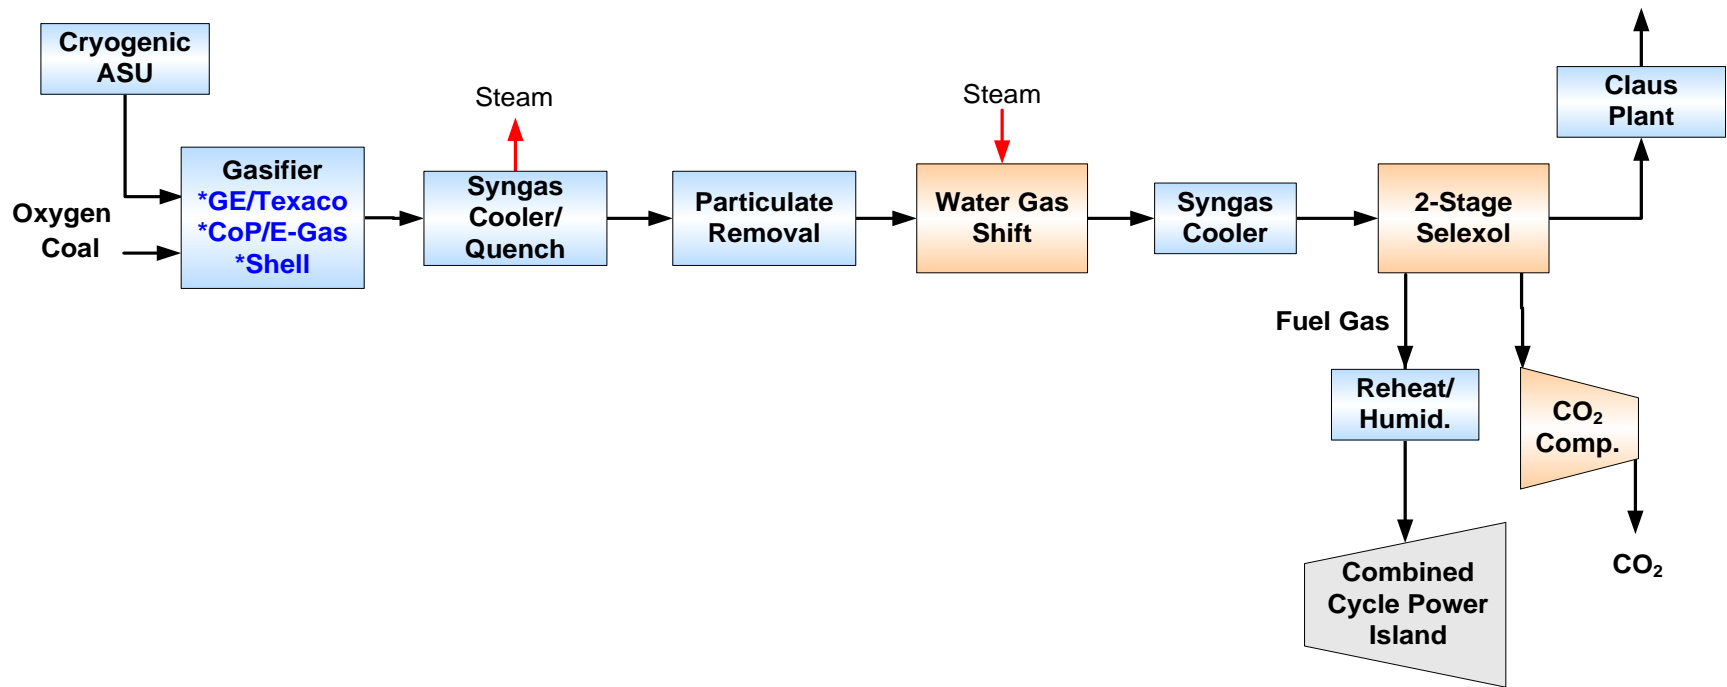 Cryogenic
ASU
Oxygen
Coal
Gasifier
*GE/Texaco
*CoP/E-Gas
*Shell
Steam
Syngas
Cooler/
Quench
Particulate
Removal
Steam
Water Gas
Shift
Syngas
Cooler
2-Stage
Selexol
Claus
Plant
Fuel Gas
Reheat/
Humid.
CO₂
Comp.
CO₂
Combined
Cycle Power
Island